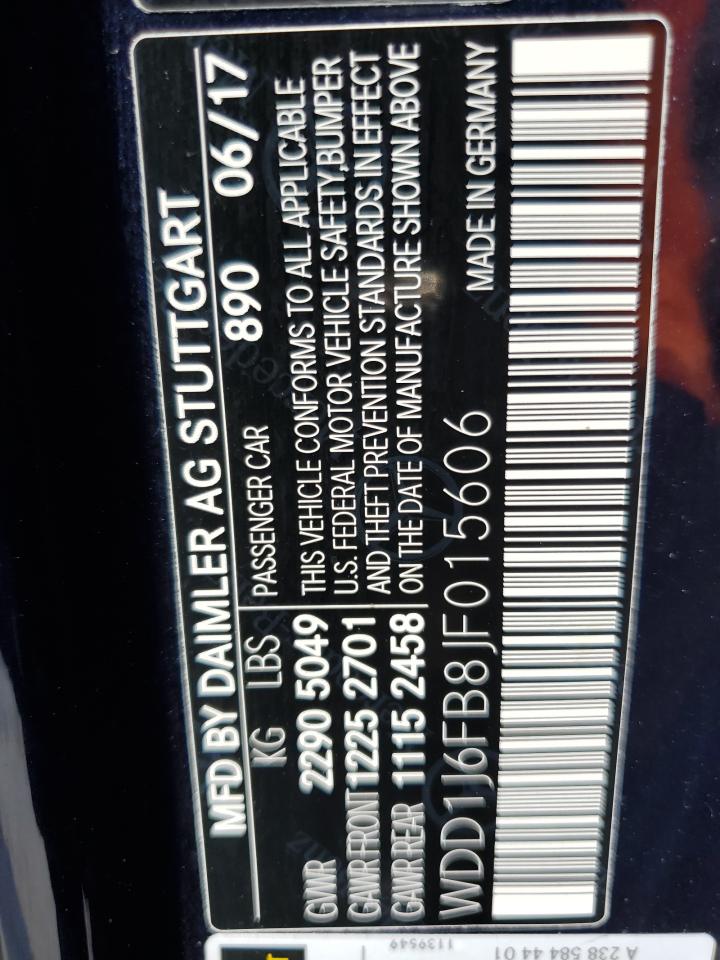 MFD BY DAIMLER AG STUTTGART
890 06/17
KG LBS
PASSENGER CAR
GWR 2290 5049
GAWR FRONT 1225 2701
GAWR REAR 1115 2458
THIS VEHICLE CONFORMS TO ALL APPLICABLE
U.S. FEDERAL MOTOR VEHICLE SAFETY,BUMPER
AND THEFT PREVENTION STANDARDS IN EFFECT
ON THE DATE OF MANUFACTURE SHOWN ABOVE
MADE IN GERMANY
WDD1J6FB8JF015606
A 238 584 44 01
1139549